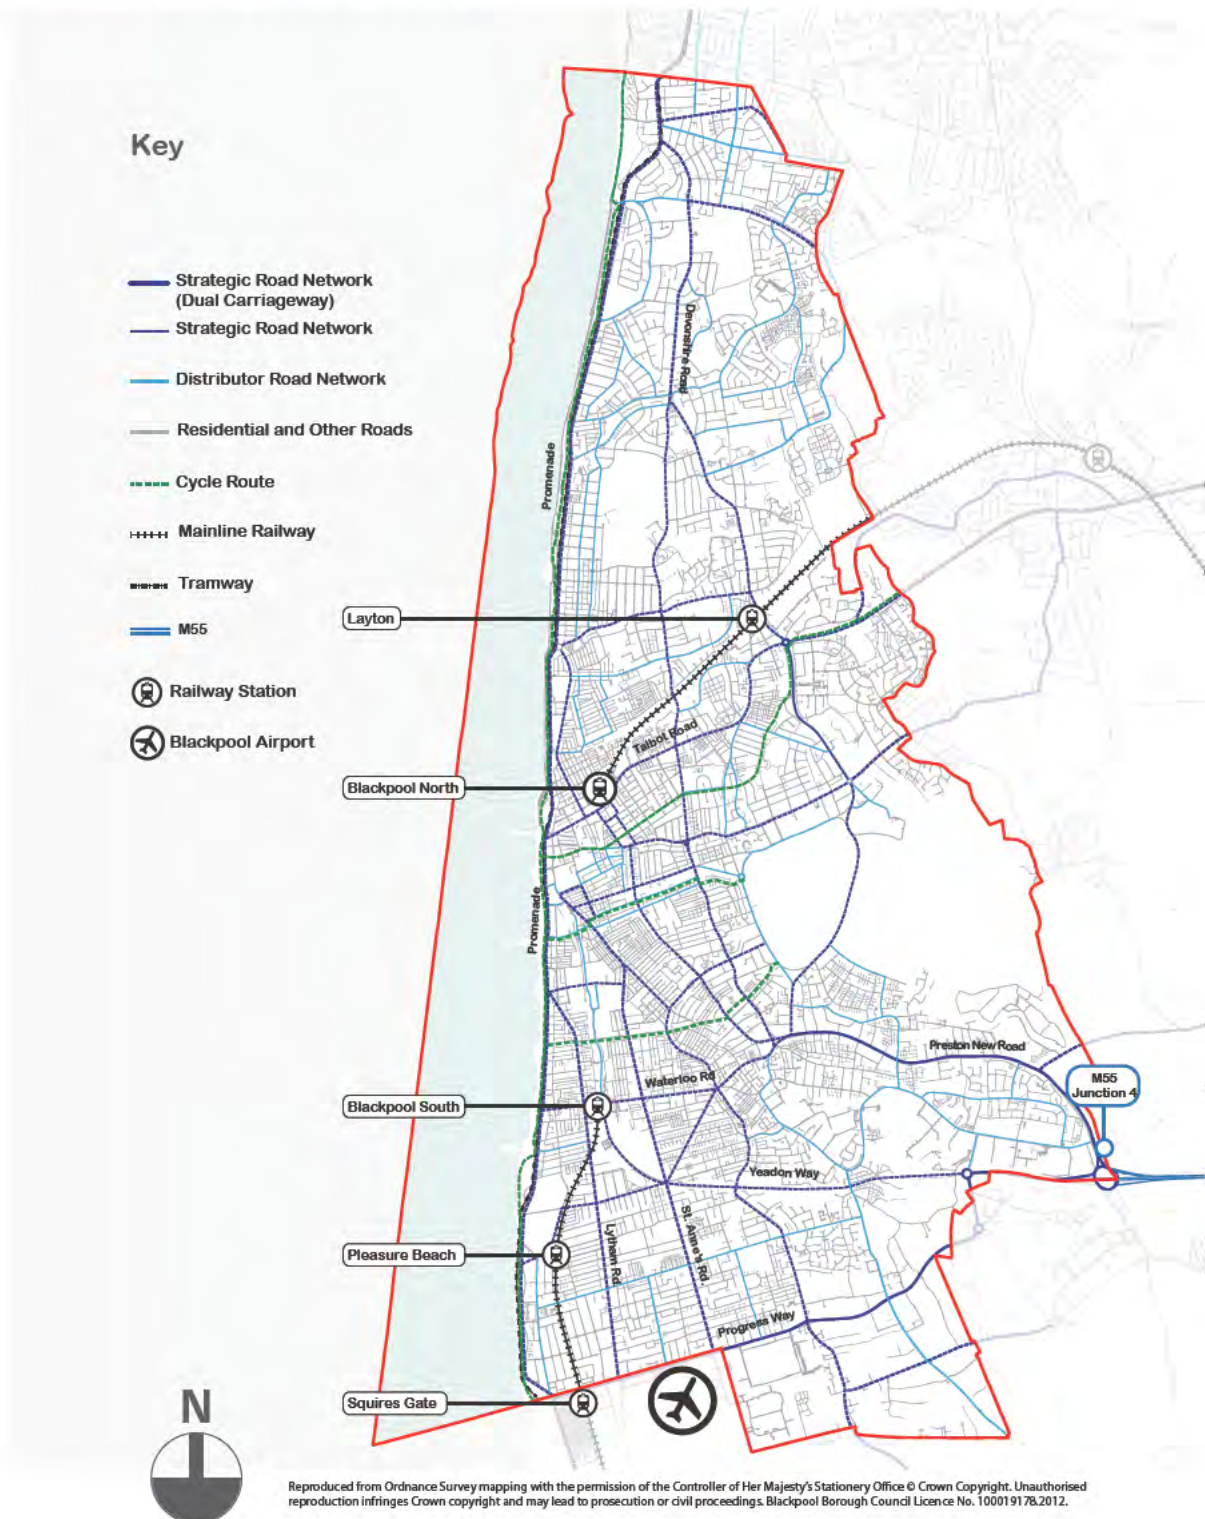 Key
Strategic Road Network
(Dual Carriageway)
Strategic Road Network
Distributor Road Network
Residential and Other Roads
Cycle Route
Mainline Railway
Tramway
M55
Railway Station
Blackpool Airport
Devonshire Road
Promenade
Layton
Talbot Road
Blackpool North
Promenade
Preston New Road
M55
Junction 4
Waterloo Rd
Blackpool South
Yeadon Way
St. Anne's Rd.
Lytham Rd.
Pleasure Beach
Progress Way
Squires Gate
N
Reproduced from Ordnance Survey mapping with the permission of the Controller of Her Majesty's Stationery Office © Crown Copyright. Unauthorised
reproduction infringes Crown copyright and may lead to prosecution or civil proceedings. Blackpool Borough Council Licence No. 100019178.2012.